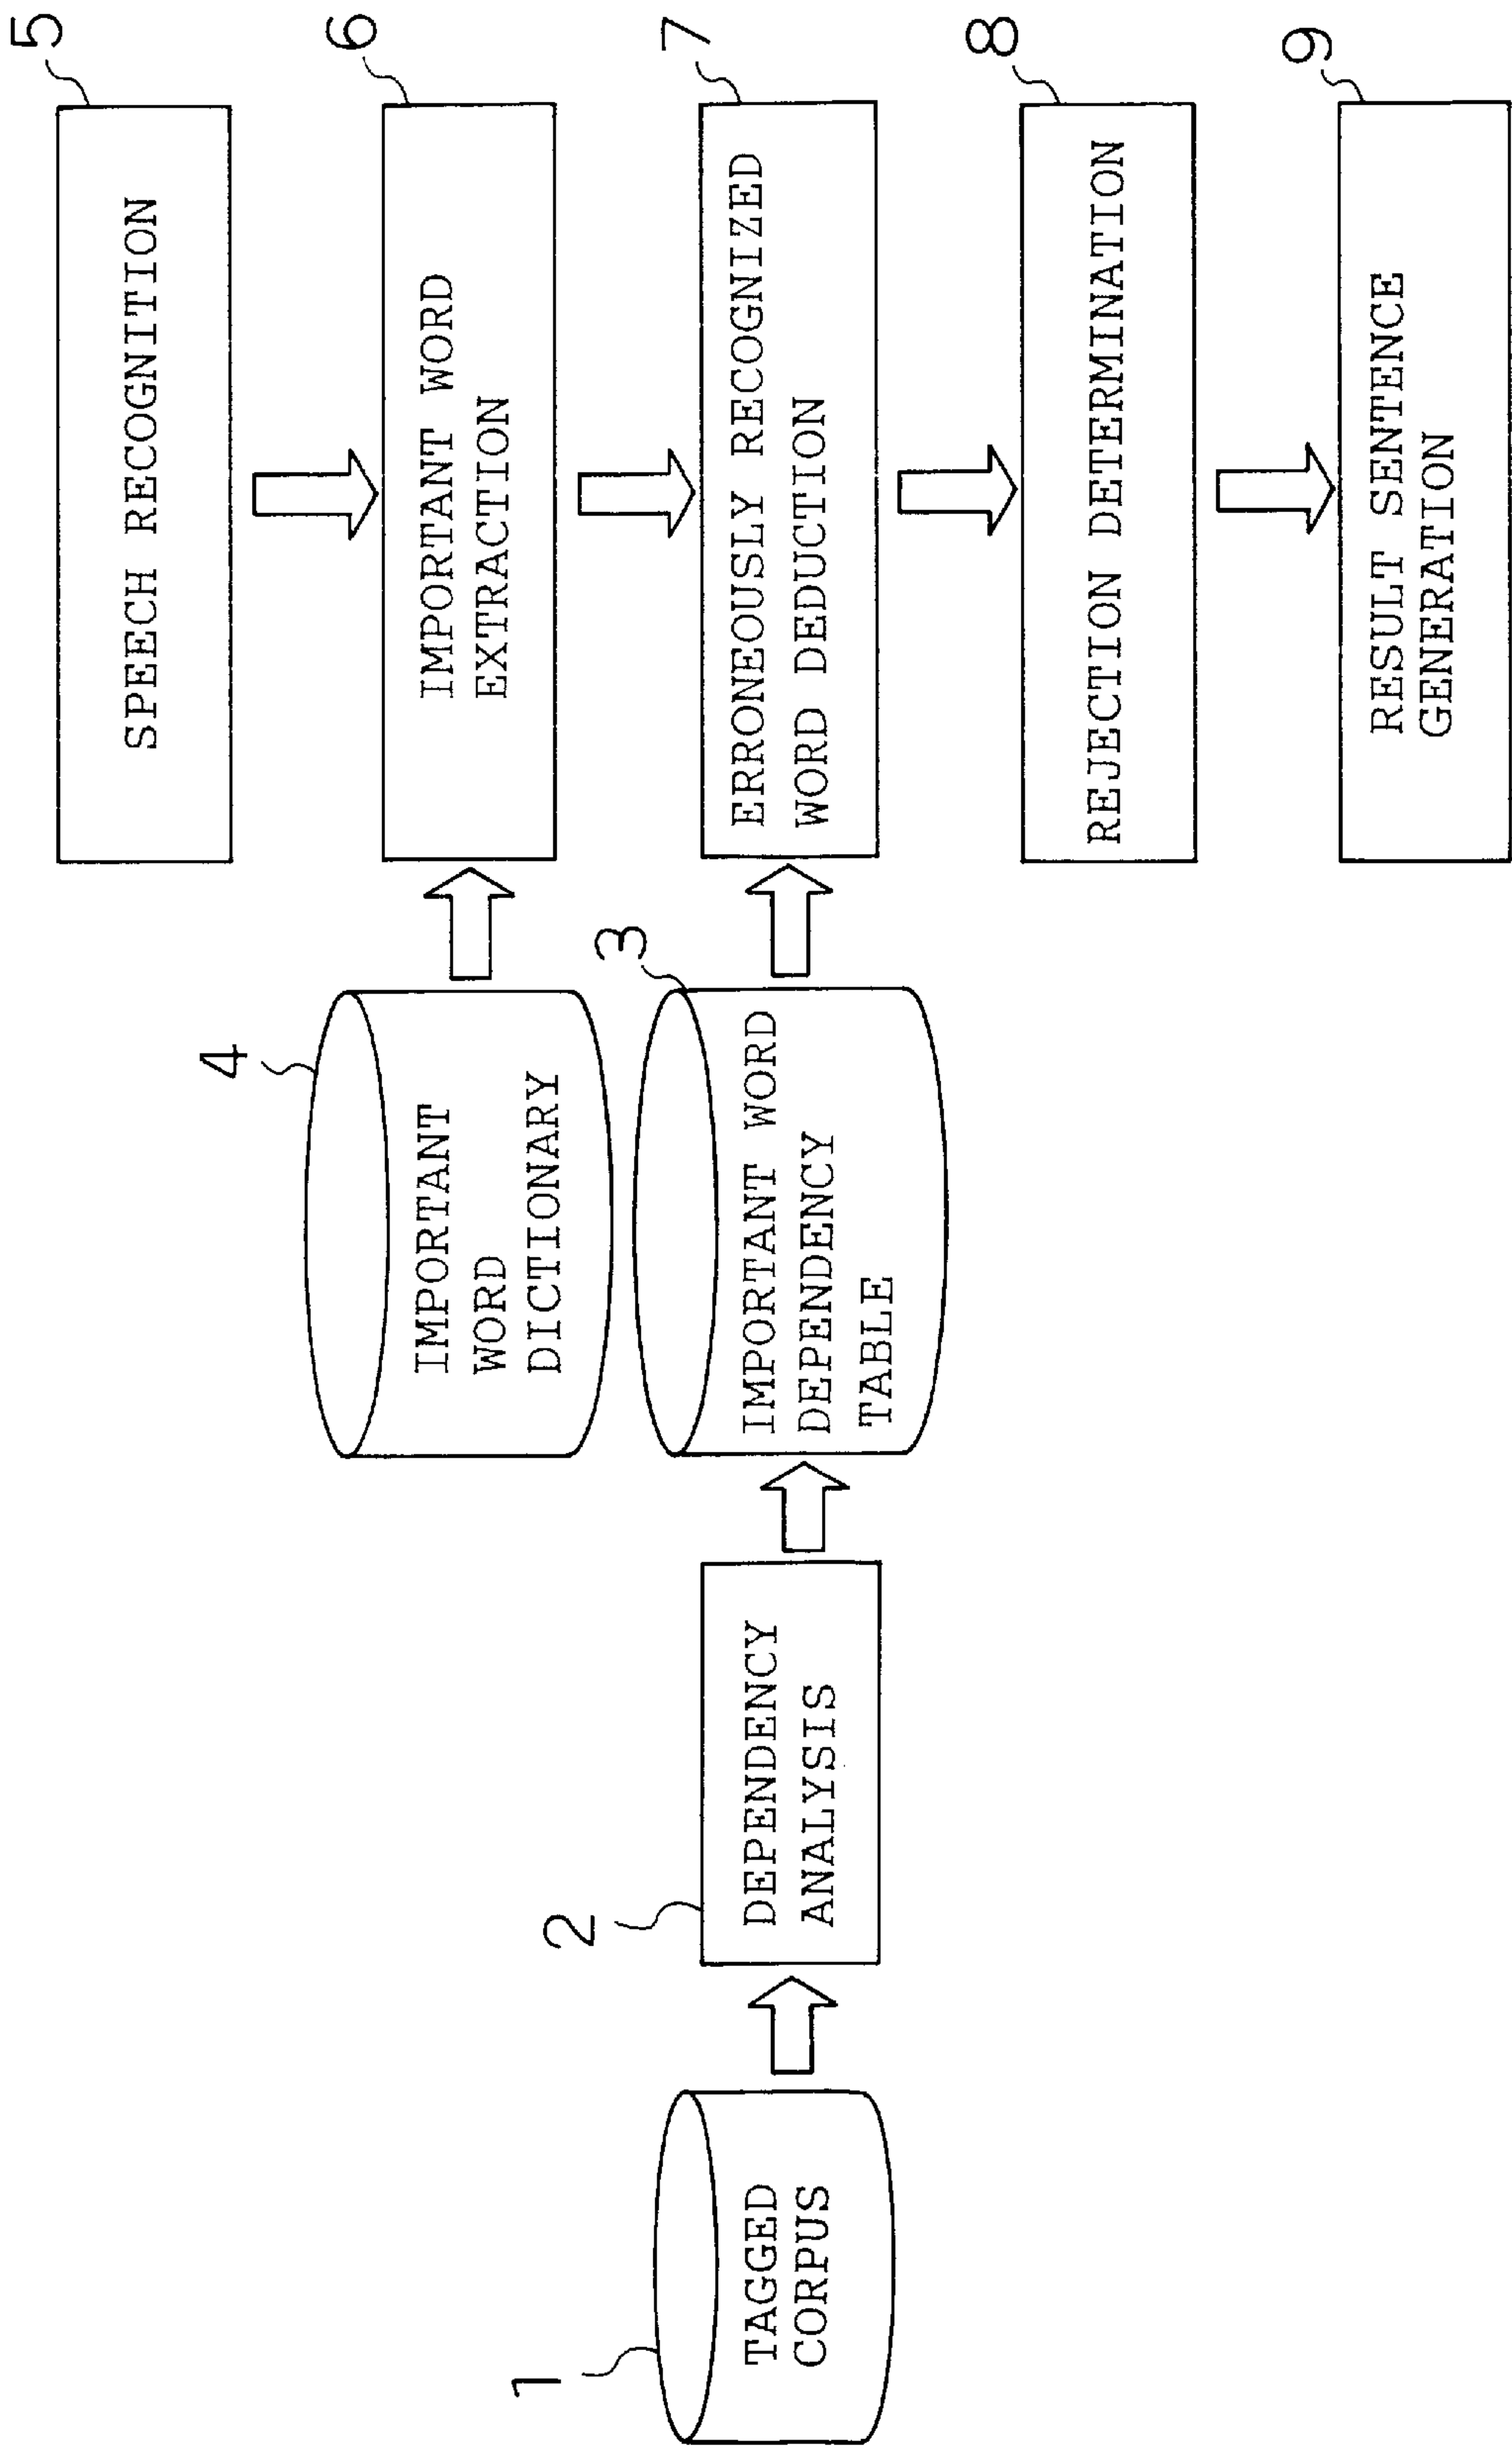 5
SPEECH RECOGNITION
6
IMPORTANT WORD
EXTRACTION
4
IMPORTANT
WORD
DICTIONARY
7
ERRONEOUSLY RECOGNIZED
WORD DEDUCTION
3
IMPORTANT WORD
DEPENDENCY
TABLE
2
DEPENDENCY
ANALYSIS
1
TAGGED
CORPUS
8
REJECTION DETERMINATION
9
RESULT SENTENCE
GENERATION